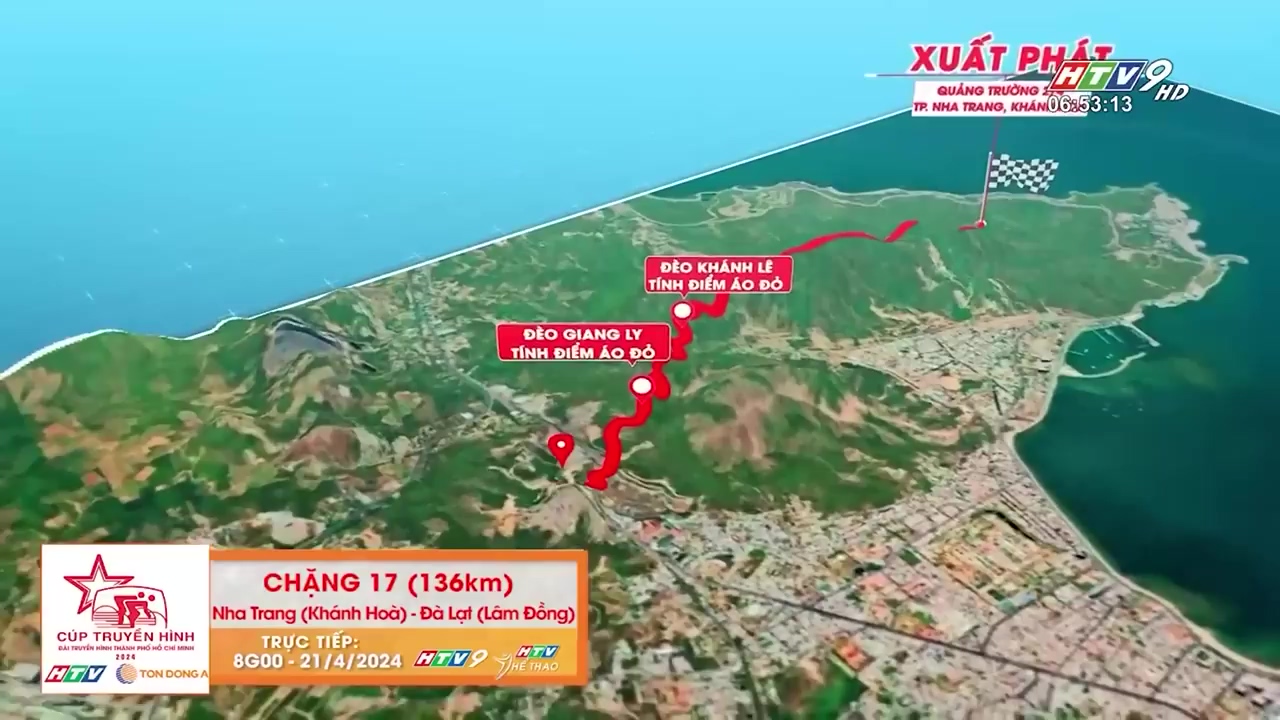 XUẤT PHÁT
HTV9 HD
QUẢNG TRƯỜNG
TP. NHA TRANG,
06:53:13
ĐÈO KHÁNH LÊ
TÍNH ĐIỂM ÁO ĐỎ
ĐÈO GIANG LY
TÍNH ĐIỂM ÁO ĐỎ
CHẶNG 17 (136km)
Nha Trang (Khánh Hoà) - Đà Lạt (Lâm Đồng)
TRỰC TIẾP:
8G00 - 21/4/2024
HTV9
HTV
THỂ THAO
CÚP TRUYỀN HÌNH
ĐÀI TRUYỀN HÌNH THÀNH PHỐ HỒ CHÍ MINH
2024
HTV
TON DONG A